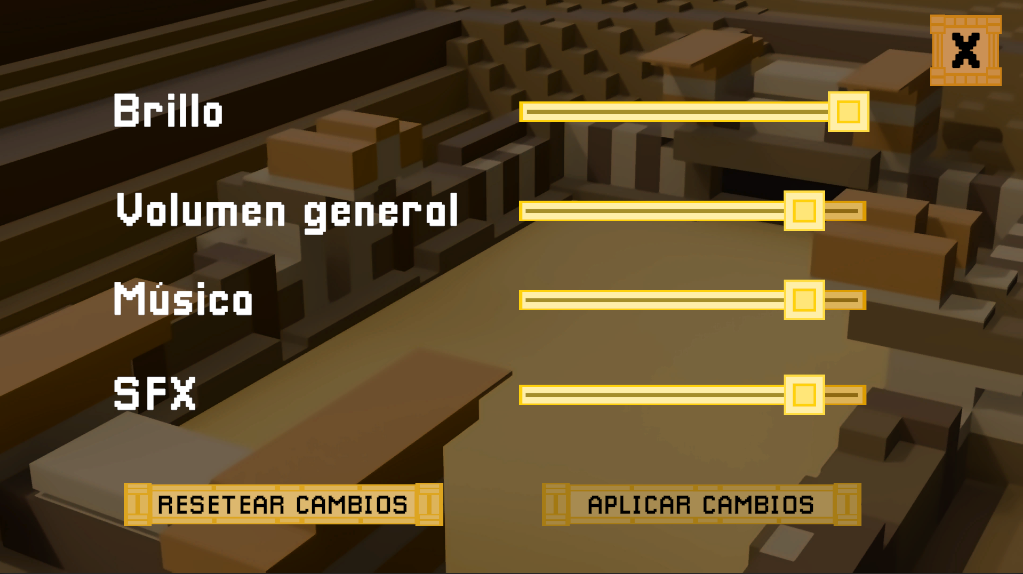 X
Brillo
Volumen general
Música
SFX
RESETEAR CAMBIOS
APLICAR CAMBIOS